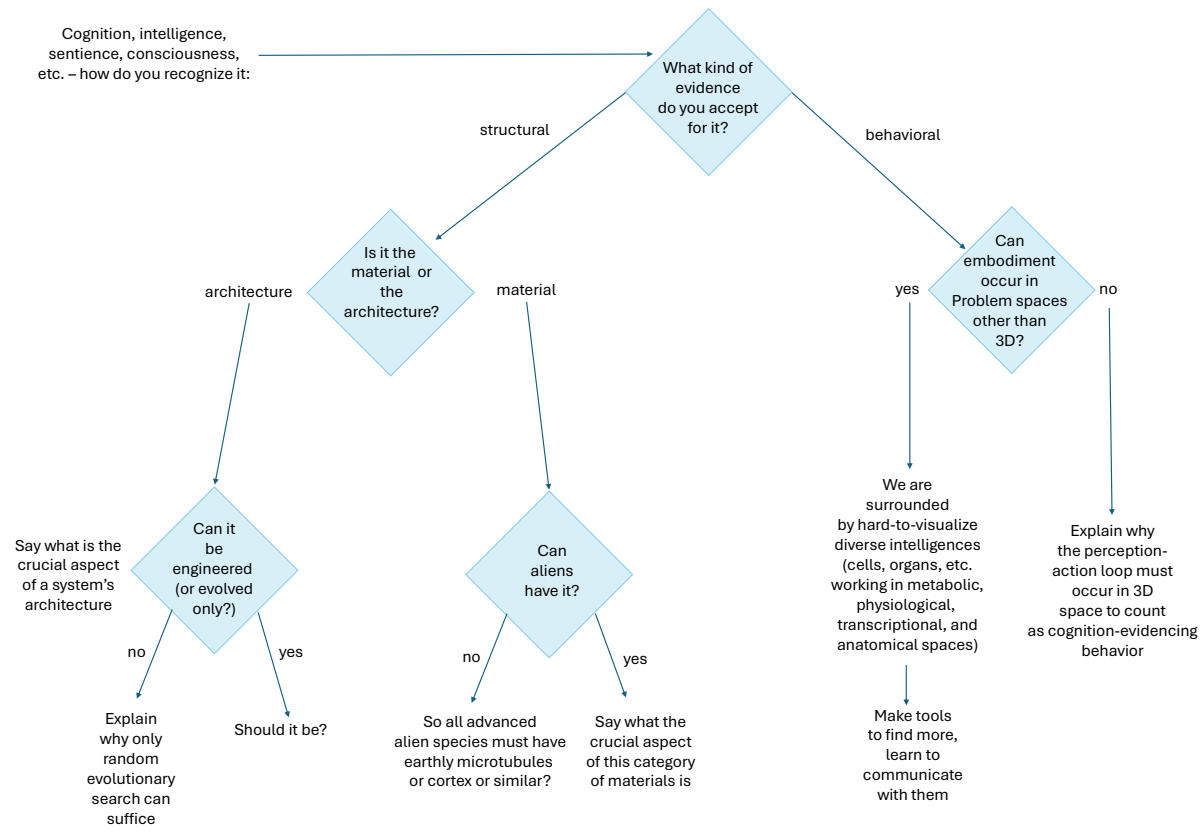 Cognition, intelligence,
sentience, consciousness,
etc. – how do you recognize it:
What kind of
evidence
do you accept
for it?
structural
behavioral
Is it the
material or
the
architecture?
architecture
material
Can
embodiment
occur in
Problem spaces
other than
3D?
yes
no
Say what is the
crucial aspect
of a system's
architecture
Can it
be
engineered
(or evolved
only?)
no
yes
Explain
why only
random
evolutionary
search can
suffice
Should it be?
Can
aliens
have it?
no
yes
So all advanced
alien species must have
earthly microtubules
or cortex or similar?
Say what the
crucial aspect
of this category
of materials is
We are
surrounded
by hard-to-visualize
diverse intelligences
(cells, organs, etc.
working in metabolic,
physiological,
transcriptional, and
anatomical spaces)
Make tools
to find more,
learn to
communicate
with them
Explain why
the perception-
action loop must
occur in 3D
space to count
as cognition-evidencing
behavior